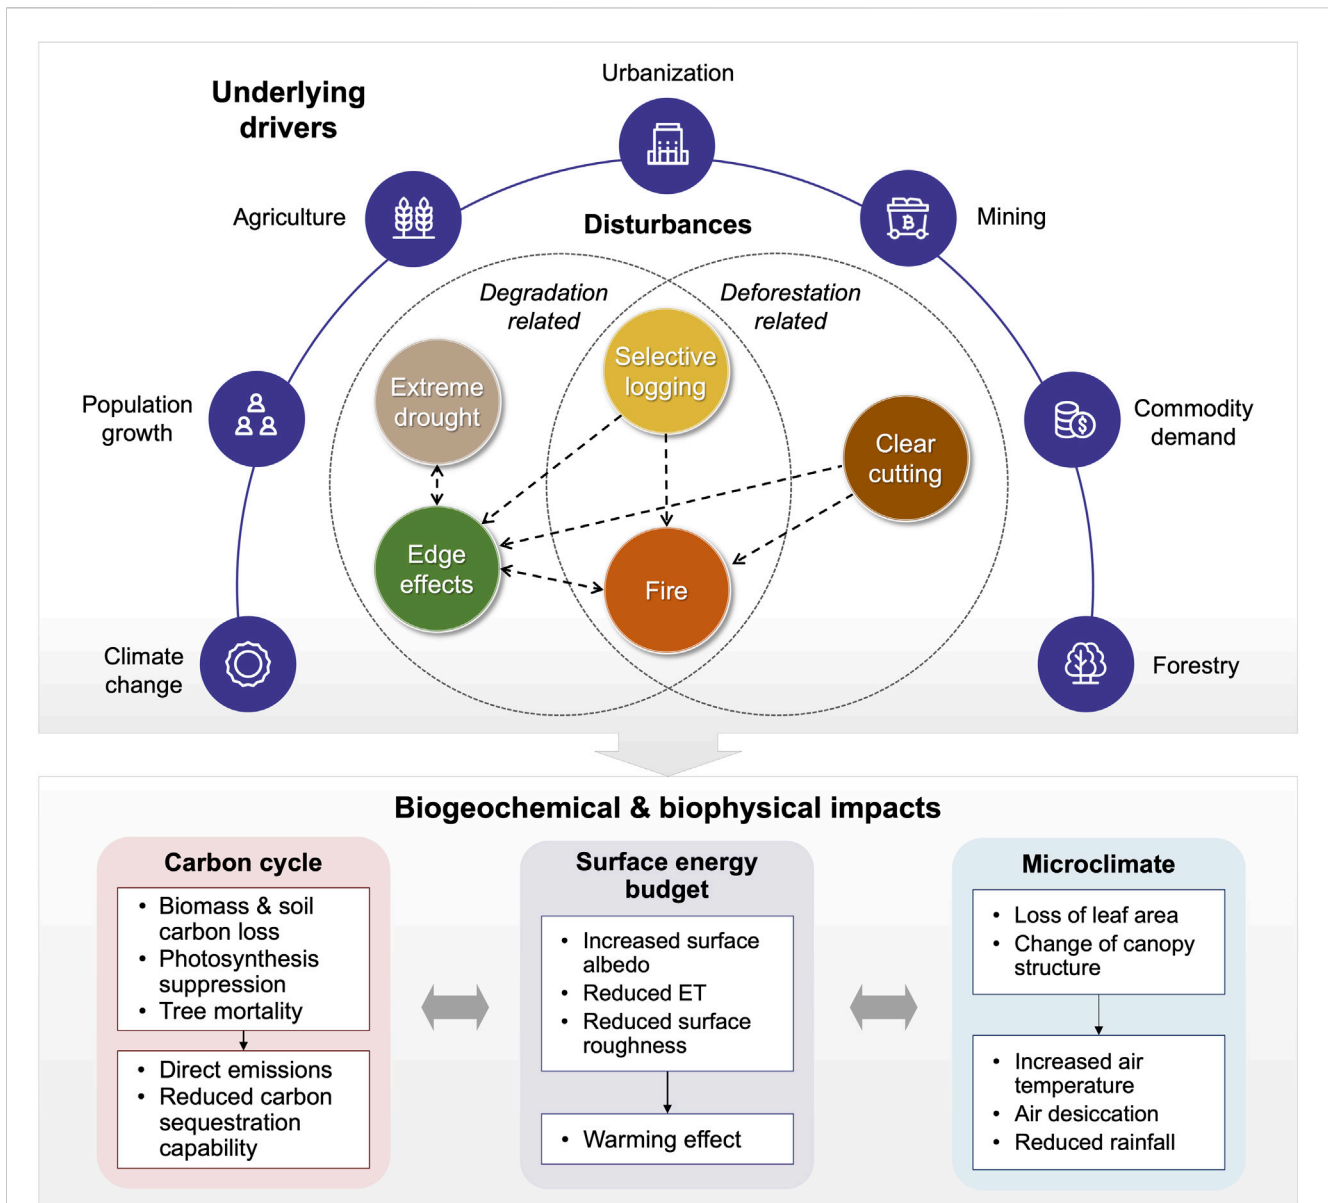 Underlying
drivers
Urbanization
Agriculture
Mining
Population
growth
Commodity
demand
Climate
change
Forestry
Disturbances
Degradation
related
Deforestation
related
Extreme
drought
Selective
logging
Clear
cutting
Edge
effects
Fire
Biogeochemical & biophysical impacts
Carbon cycle
• Biomass & soil
carbon loss
• Photosynthesis
suppression
• Tree mortality
• Direct emissions
• Reduced carbon
sequestration
capability
Surface energy
budget
• Increased surface
albedo
• Reduced ET
• Reduced surface
roughness
• Warming effect
Microclimate
• Loss of leaf area
• Change of canopy
structure
• Increased air
temperature
• Air desiccation
• Reduced rainfall